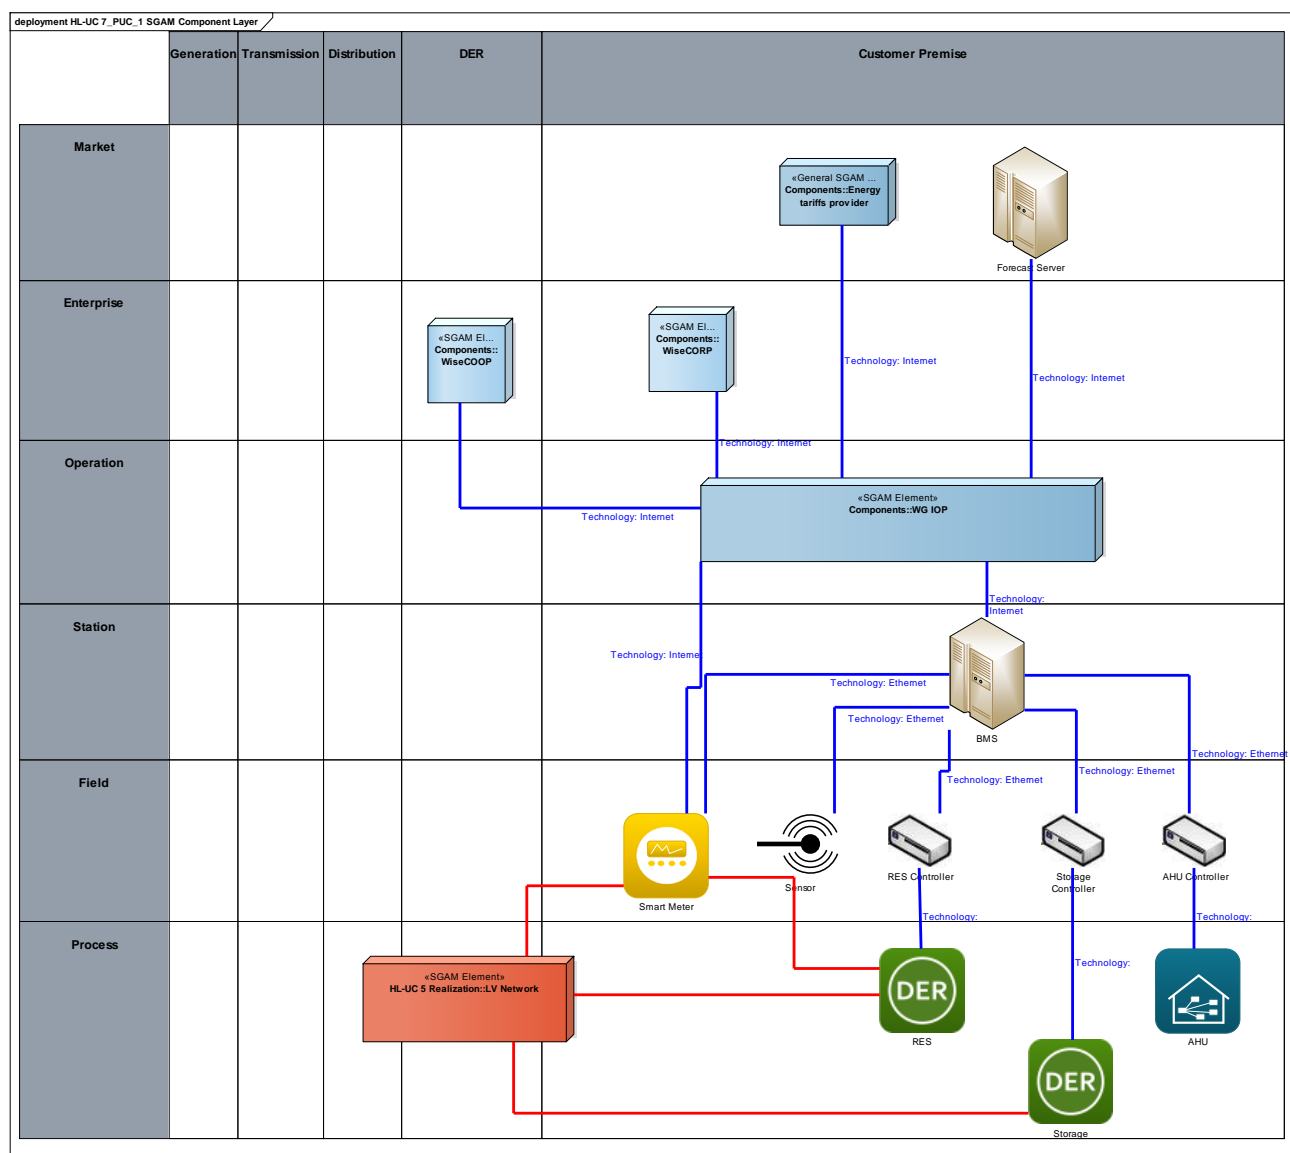 deployment HL-UC 7_PUC_1 SGAM Component Layer
Generation
Transmission
Distribution
DER
Customer Premise
Market
«General SGAM ...
Components::Energy
tariffs provider
Forecast Server
Enterprise
«SGAM El...
Components::
WiseCOOP
«SGAM El...
Components::
WiseCORP
Technology: Internet
Technology: Internet
Technology: Internet
Operation
«SGAM Element»
Components::WG IOP
Technology: Internet
Technology:
Internet
Station
Technology: Internet
Technology: Ethernet
Technology: Ethernet
BMS
Technology: Ethernet
Field
Technology: Ethernet
Technology: Ethernet
Sensor
RES Controller
Storage
Controller
AHU Controller
Smart Meter
Technology:
Technology:
Process
Technology:
«SGAM Element»
HL-UC 5 Realization::LV Network
DER
RES
AHU
DER
Storage